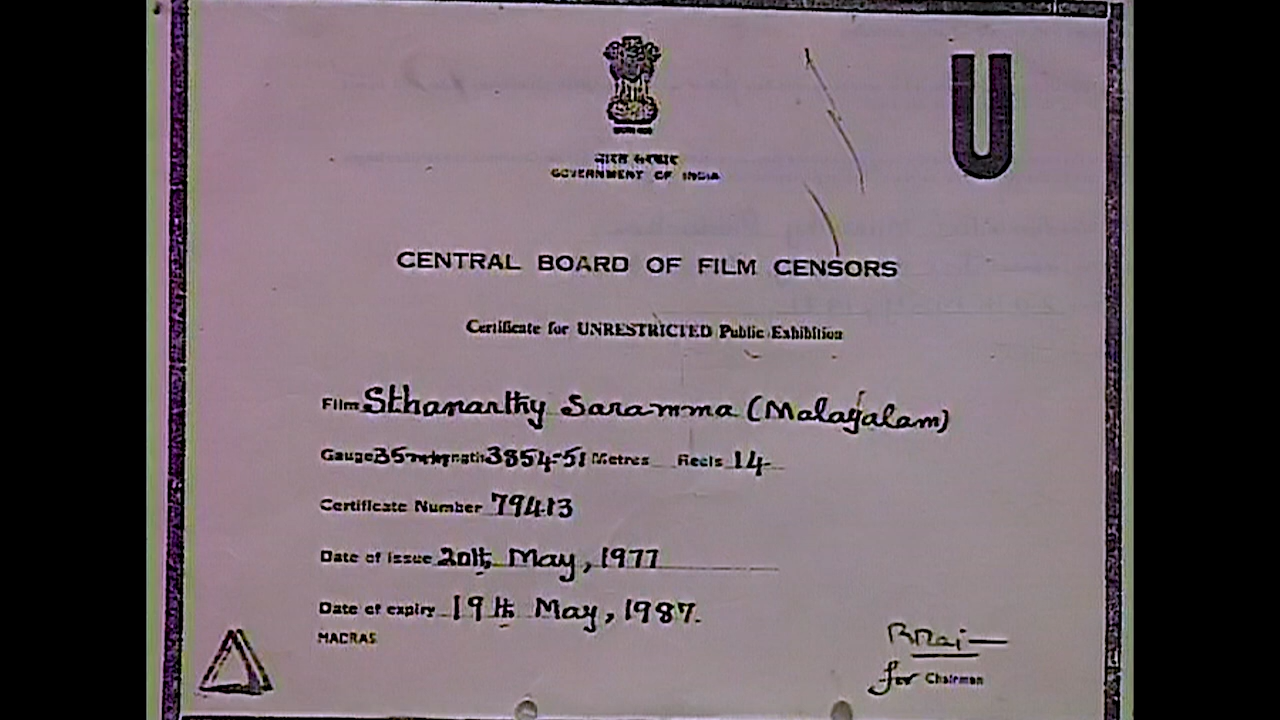 U
भारत सरकार
GOVERNMENT OF INDIA
CENTRAL BOARD OF FILM CENSORS
Certificate for UNRESTRICTED Public Exhibition
Film Sthanarthy Saramma (Malayalam)
Gauge 35 mm Length 3854-51 Metres Reels 14
Certificate Number 79413
Date of issue 20th May, 1977
Date of expiry 19th May, 1987.
MADRAS
for Chairman